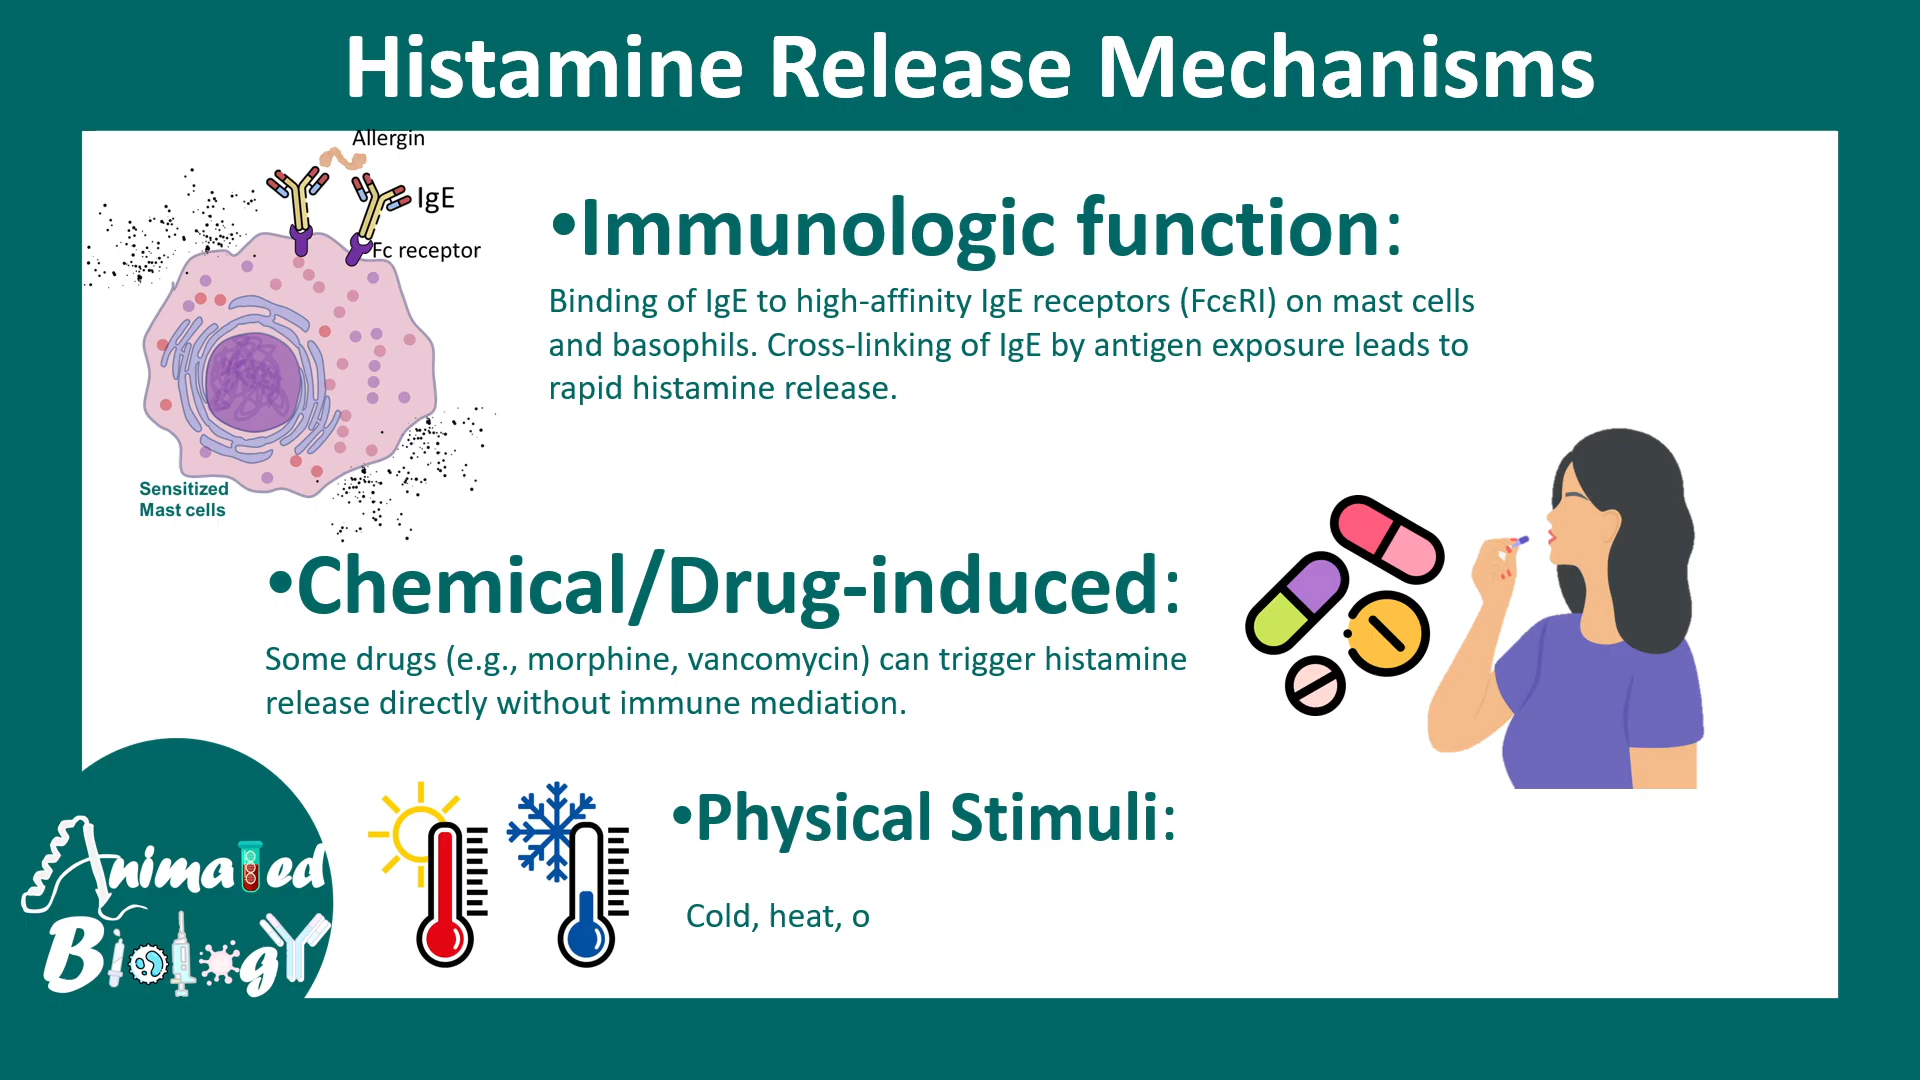 Histamine Release Mechanisms
Allergin
IgE
Fc receptor
Sensitized
Mast cells
•Immunologic function:
Binding of IgE to high-affinity IgE receptors (FcεRI) on mast cells
and basophils. Cross-linking of IgE by antigen exposure leads to
rapid histamine release.
•Chemical/Drug-induced:
Some drugs (e.g., morphine, vancomycin) can trigger histamine
release directly without immune mediation.
•Physical Stimuli:
Cold, heat, o
Animated
Biology